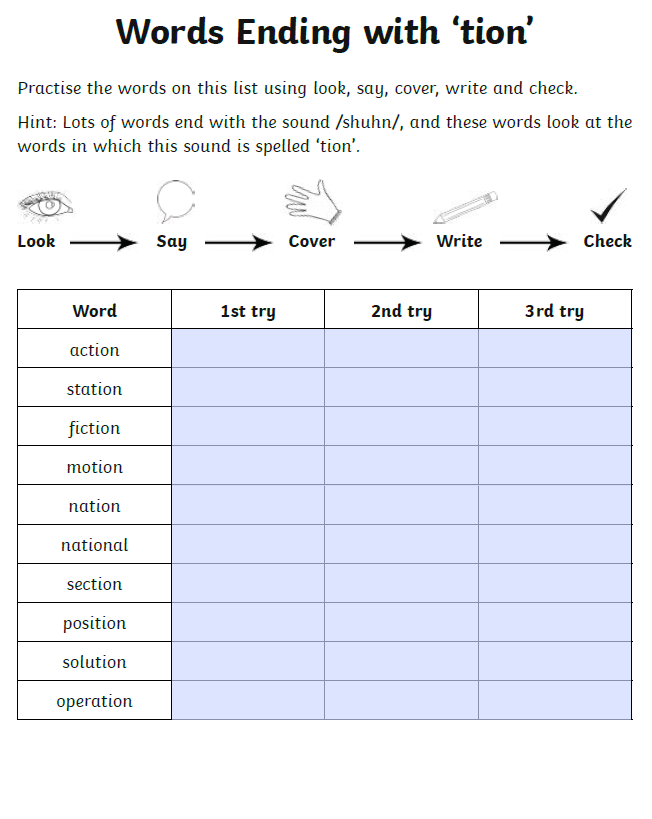 Words Ending with ‘tion’
Practise the words on this list using look, say, cover, write and check.
Hint: Lots of words end with the sound /shuhn/, and these words look at the
words in which this sound is spelled ‘tion’.
Look Say Cover Write Check
Word 1st try 2nd try 3rd try
action
station
fiction
motion
nation
national
section
position
solution
operation